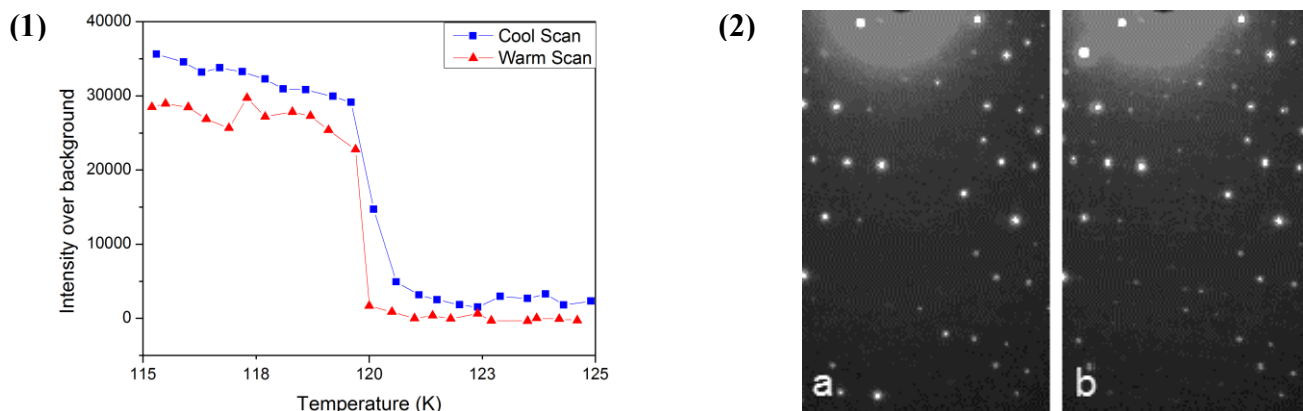 (1)
40000
30000
20000
10000
0
Intensity over background
115
118
120
123
125
Temperature (K)
Cool Scan
Warm Scan
(2)
a
b